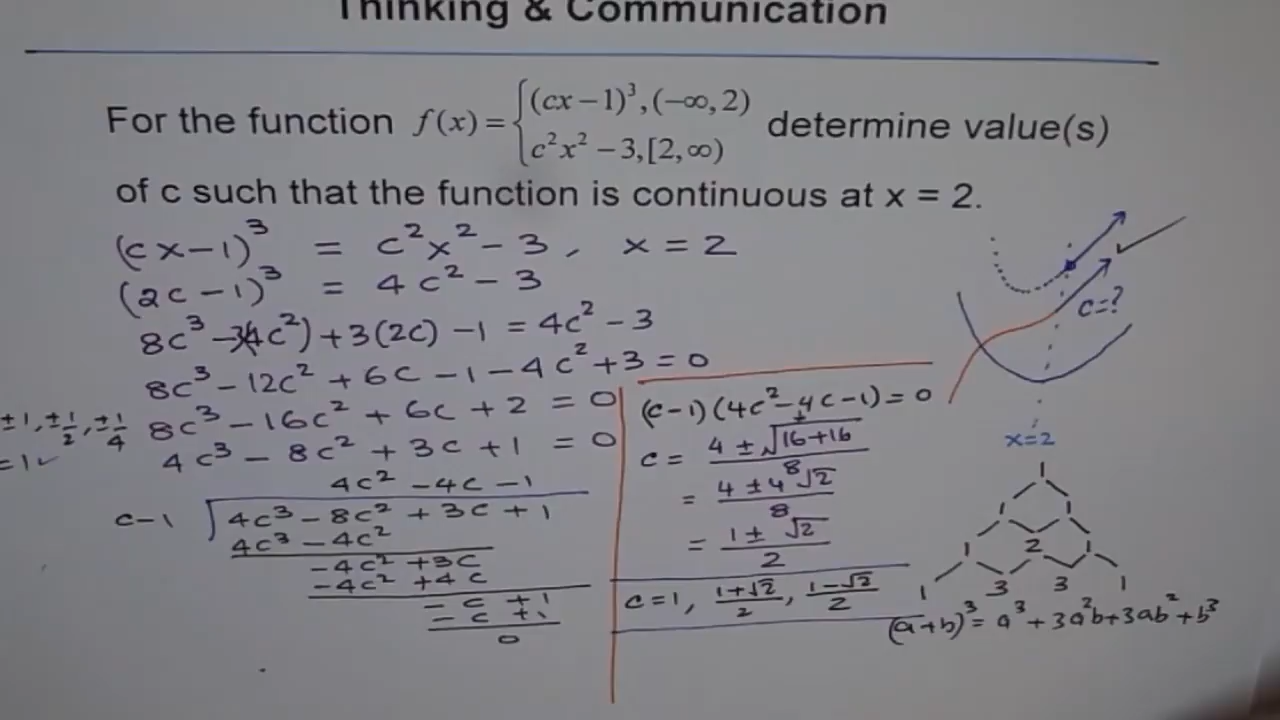 Thinking & Communication
For the function f(x) = { (cx − 1)³, (−∞, 2)
c²x² − 3, [2, ∞) determine value(s)
of c such that the function is continuous at x = 2.
(cx − 1)³ = c²x² − 3, x = 2
(2c − 1)³ = 4c² − 3
8c³ − 3(4c²) + 3(2c) − 1 = 4c² − 3
8c³ − 12c² + 6c − 1 − 4c² + 3 = 0
8c³ − 16c² + 6c + 2 = 0
±1, ±1/2, ±1/4
= 1 ✓
4c³ − 8c² + 3c + 1 = 0
4c² − 4c − 1
c − 1 ) 4c³ − 8c² + 3c + 1
4c³ − 4c²
−4c² + 3c
−4c² + 4c
− c + 1
− c + 1
0
(c − 1)(4c² − 4c − 1) = 0
c = (4 ± √(16 + 16)) / 8
= (4 ± 4√2) / 8
= (1 ± √2) / 2
c = 1, (1 + √2)/2, (1 − √2)/2
c = ?
x = 2
1
1 1
1 2 1
1 3 3 1
(a + b)³ = a³ + 3a²b + 3ab² + b³